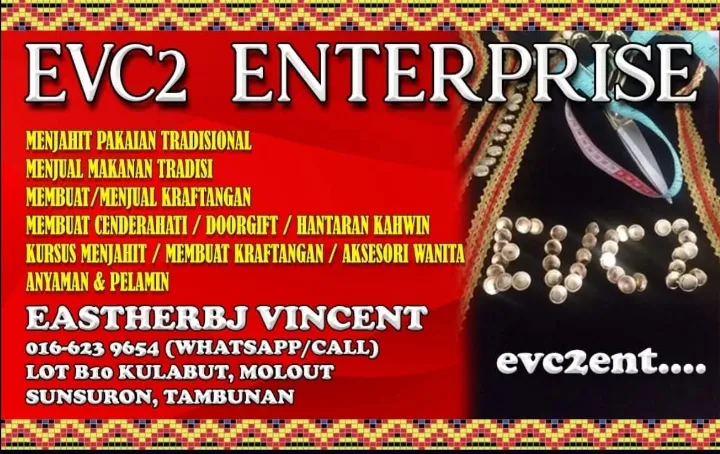 EVC2 ENTERPRISE
MENJAHIT PAKAIAN TRADISIONAL
MENJUAL MAKANAN TRADISI
MEMBUAT/MENJUAL KRAFTANGAN
MEMBUAT CENDERAHATI / DOORGIFT / HANTARAN KAHWIN
KURSUS MENJAHIT / MEMBUAT KRAFTANGAN / AKSESORI WANITA
ANYAMAN & PELAMIN
EASTHERBJ VINCENT
016-623 9654 (WHATSAPP/CALL)
LOT B10 KULABUT, MOLOUT
SUNSURON, TAMBUNAN
EVC2
evc2ent....